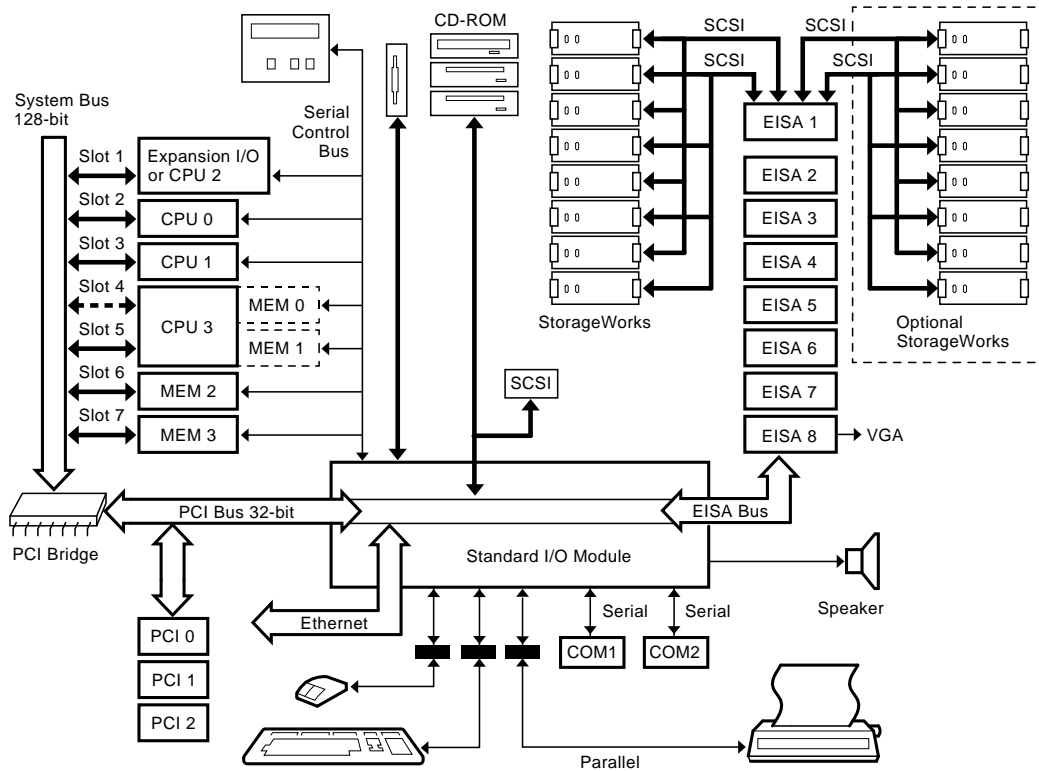 CD-ROM
SCSI
SCSI
SCSI
SCSI
System Bus
128-bit
Serial
Control
Bus
EISA 1
Slot 1
Expansion I/O
or CPU 2
EISA 2
Slot 2
CPU 0
EISA 3
Slot 3
CPU 1
EISA 4
Slot 4
CPU 3
MEM 0
EISA 5
StorageWorks
Optional
StorageWorks
Slot 5
MEM 1
EISA 6
Slot 6
MEM 2
SCSI
EISA 7
Slot 7
MEM 3
EISA 8
VGA
PCI Bus 32-bit
EISA Bus
PCI Bridge
Standard I/O Module
Speaker
Ethernet
Serial
Serial
PCI 0
COM1
COM2
PCI 1
PCI 2
Parallel